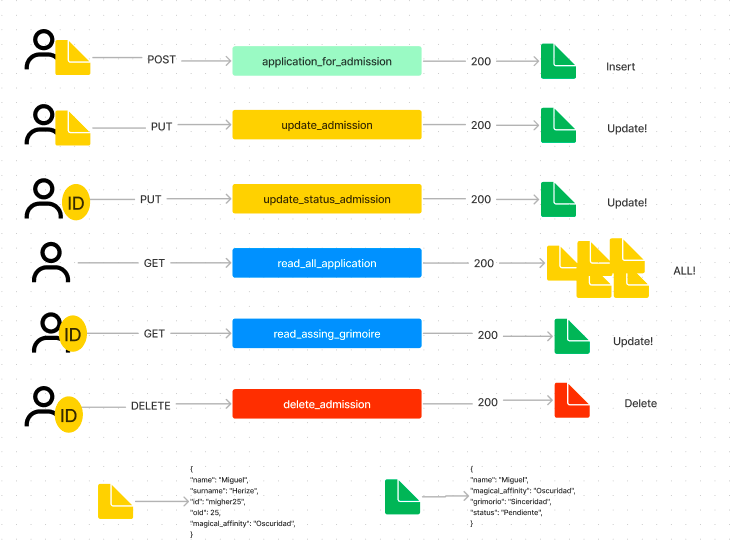 POST application_for_admission 200 Insert
PUT update_admission 200 Update!
ID PUT update_status_admission 200 Update!
GET read_all_application 200 ALL!
ID GET read_assing_grimoire 200 Update!
ID DELETE delete_admission 200 Delete
{
"name": "Miguel",
"surname": "Herize",
"id": "migher25",
"old": 25,
"magical_affinity": "Oscuridad",
}
{
"name": "Miguel",
"magical_affinity": "Oscuridad",
"grimorio": "Sinceridad",
"status": "Pendiente",
}